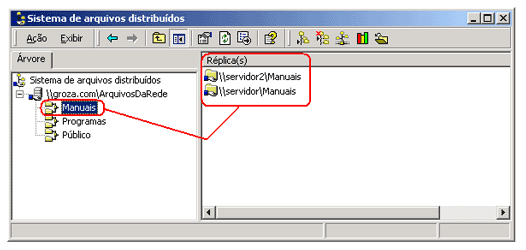 Sistema de arquivos distribuídos
Ação Exibir
Árvore
Réplica(s)
Sistema de arquivos distribuídos
\\groza.com\ArquivosDaRede
Manuais
Programas
Público
\\servidor2\Manuais
\\servidor\Manuais